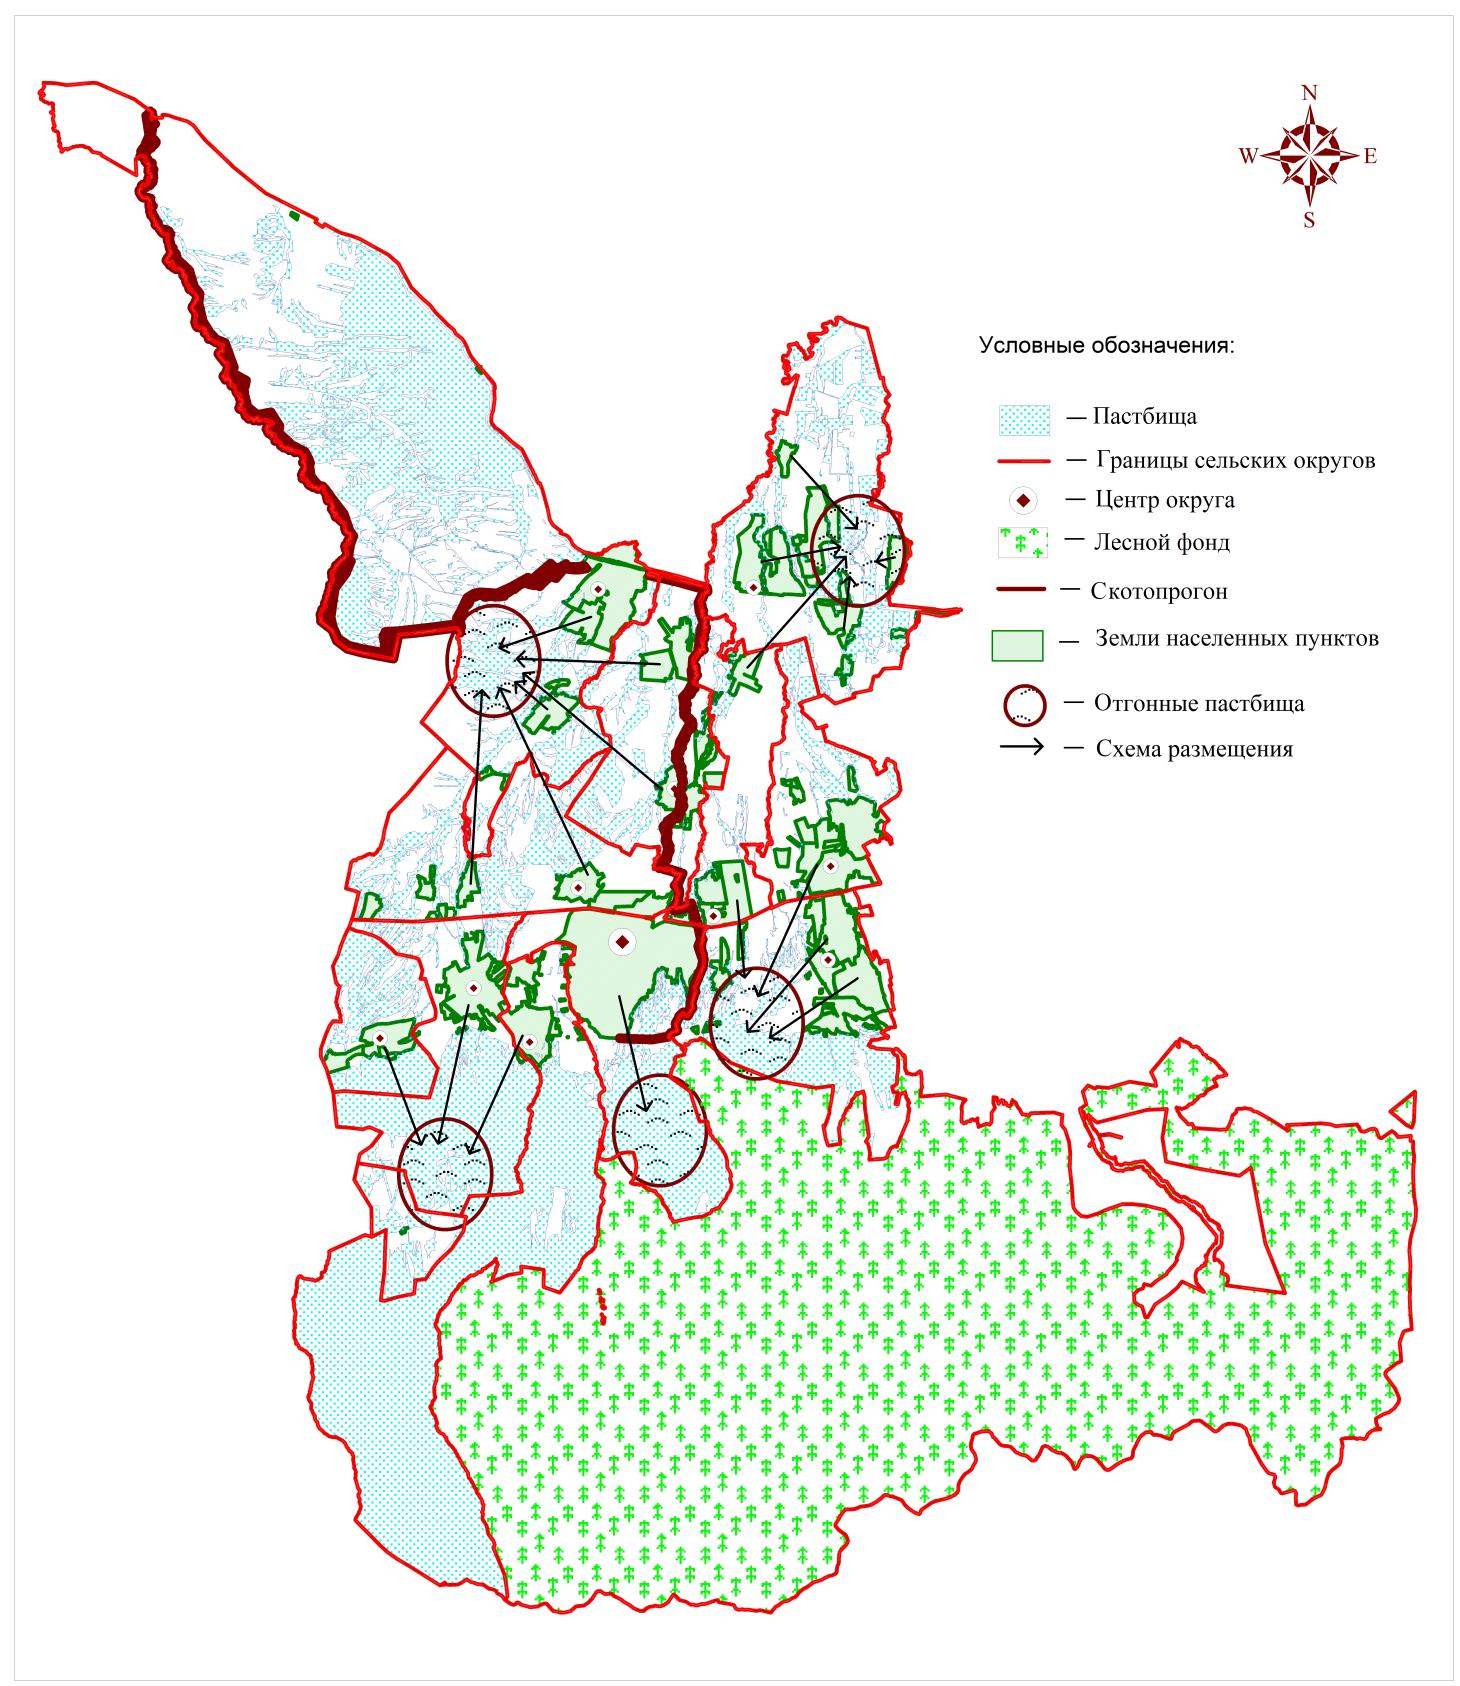 N
W E
S
Условные обозначения:
— Пастбища
— Границы сельских округов
— Центр округа
— Лесной фонд
— Скотопрогон
— Земли населенных пунктов
— Отгонные пастбища
— Схема размещения